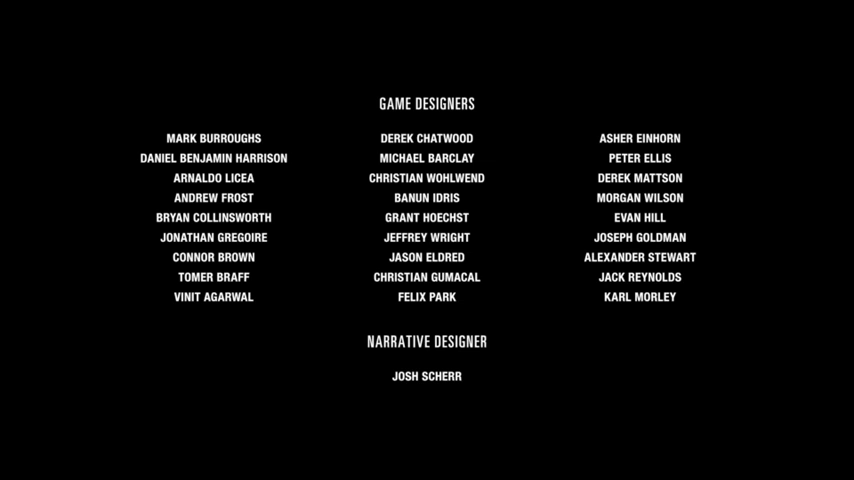 GAME DESIGNERS
MARK BURROUGHS DEREK CHATWOOD ASHER EINHORN
DANIEL BENJAMIN HARRISON MICHAEL BARCLAY PETER ELLIS
ARNALDO LICEA CHRISTIAN WOHLWEND DEREK MATTSON
ANDREW FROST BANUN IDRIS MORGAN WILSON
BRYAN COLLINSWORTH GRANT HOECHST EVAN HILL
JONATHAN GREGOIRE JEFFREY WRIGHT JOSEPH GOLDMAN
CONNOR BROWN JASON ELDRED ALEXANDER STEWART
TOMER BRAFF CHRISTIAN GUMACAL JACK REYNOLDS
VINIT AGARWAL FELIX PARK KARL MORLEY
NARRATIVE DESIGNER
JOSH SCHERR